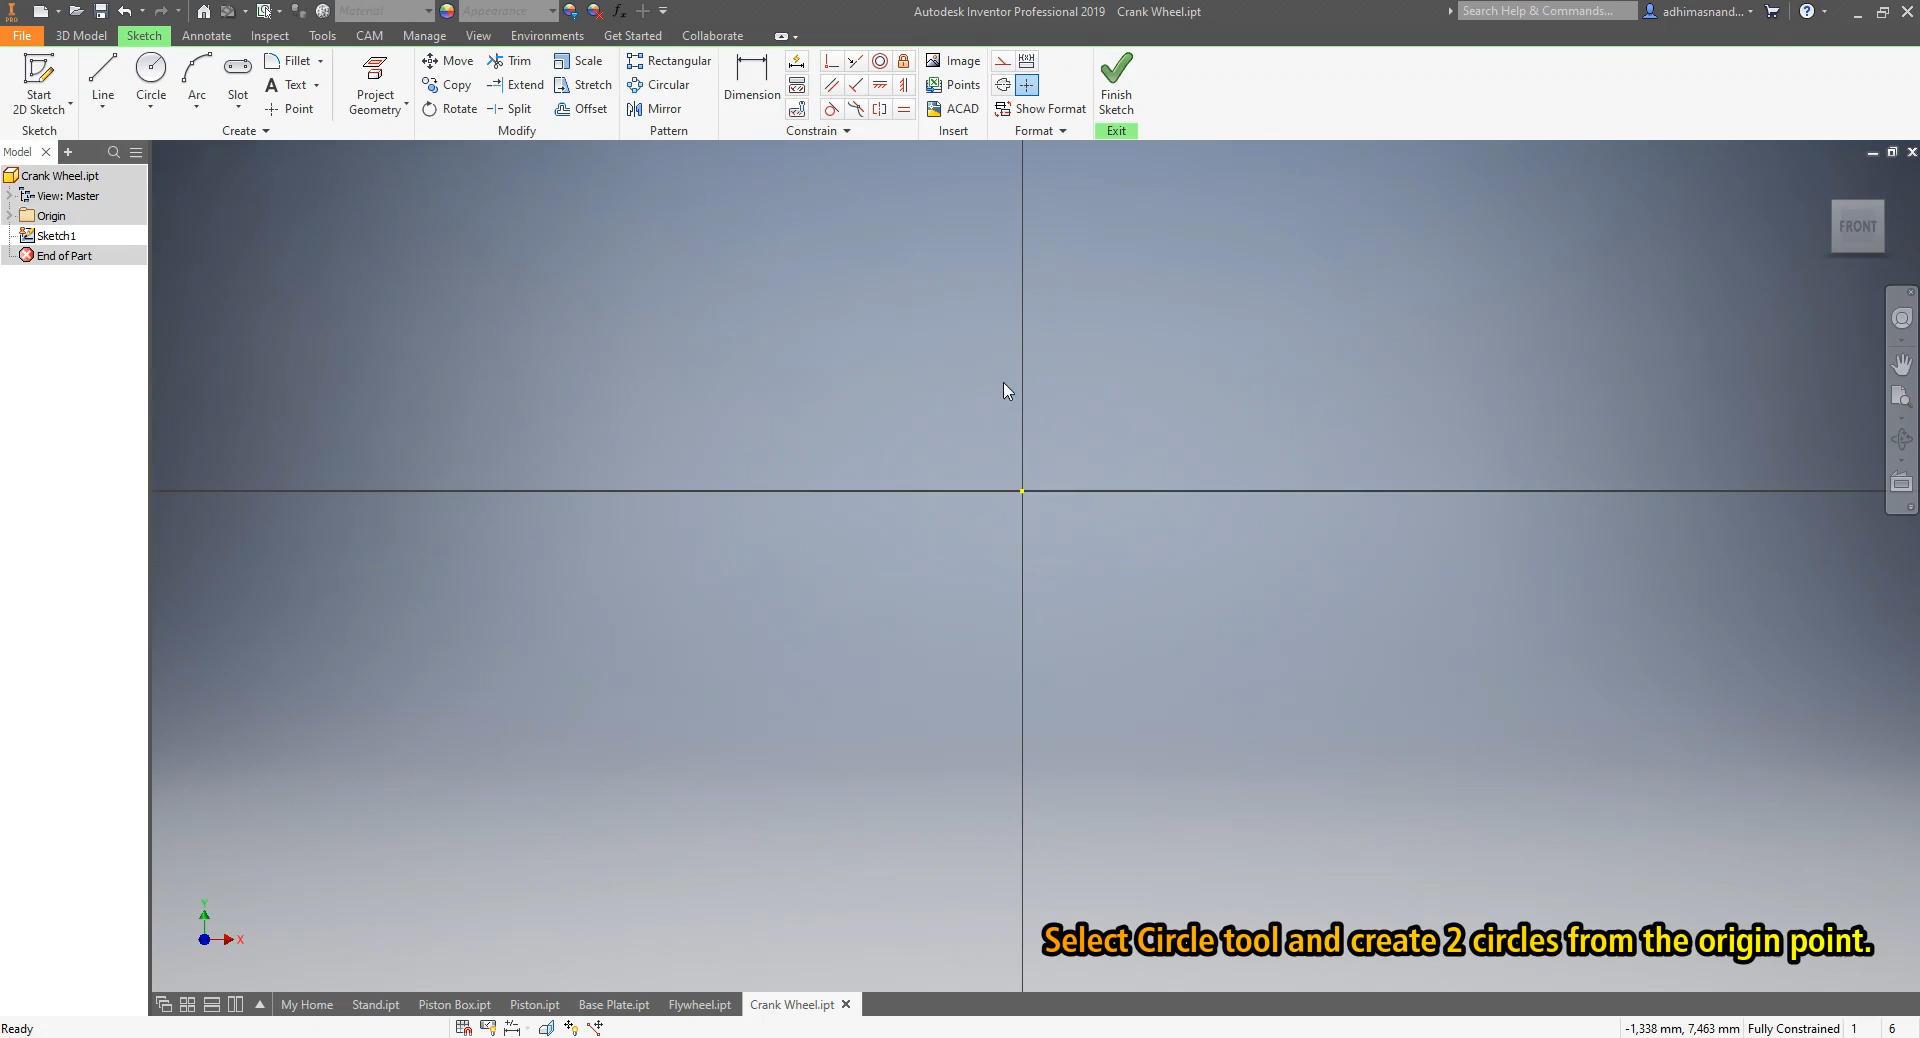 Material
Appearance
Autodesk Inventor Professional 2019 Crank Wheel.ipt
Search Help & Commands...
adhimasnand...
PRO
File 3D Model Sketch Annotate Inspect Tools CAM Manage View Environments Get Started Collaborate
Start
2D Sketch
Line
Circle
Arc
Slot
Fillet
Text
Point
Project
Geometry
Move
Copy
Rotate
Trim
Extend
Split
Scale
Stretch
Offset
Rectangular
Circular
Mirror
Dimension
Image
Points
ACAD
Show Format
Finish
Sketch
Sketch Create Modify Pattern Constrain Insert Format Exit
Model
Crank Wheel.ipt
View: Master
Origin
Sketch1
End of Part
FRONT
Y
X
Select Circle tool and create 2 circles from the origin point.
My Home Stand.ipt Piston Box.ipt Piston.ipt Base Plate.ipt Flywheel.ipt Crank Wheel.ipt
Ready
-1,338 mm, 7,463 mm Fully Constrained 1 6